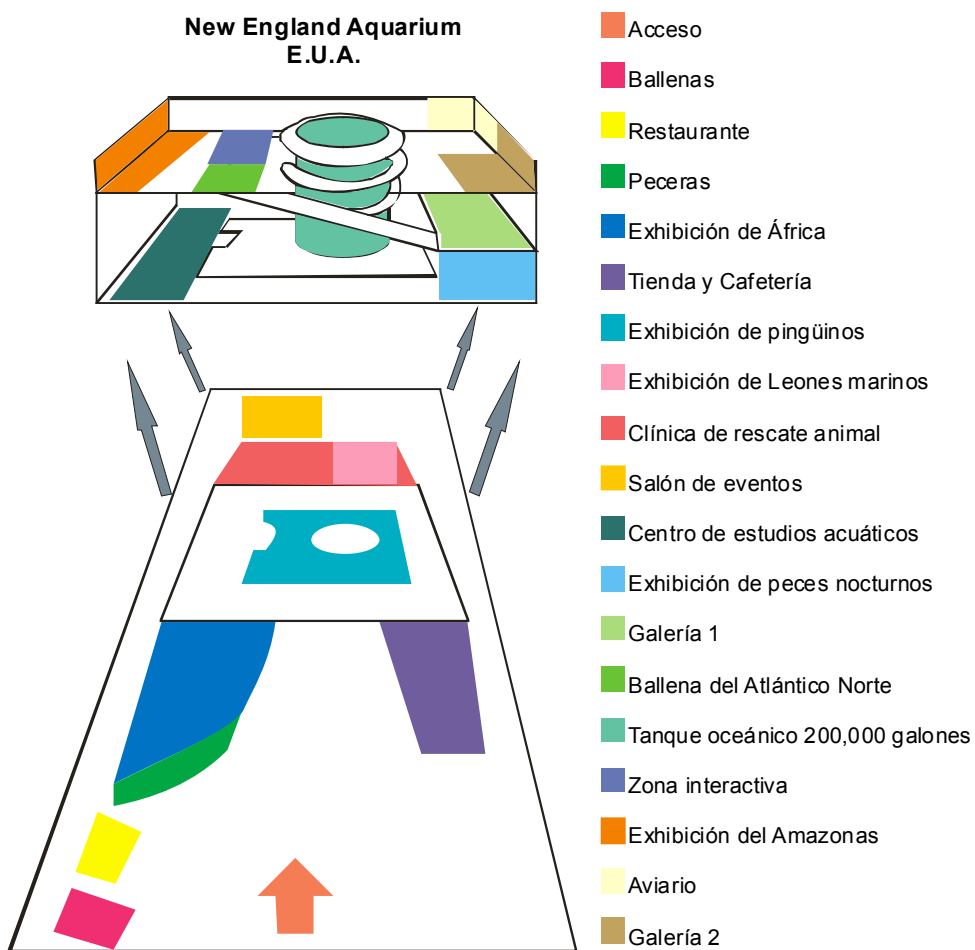 New England Aquarium
E.U.A.
Acceso
Ballenas
Restaurante
Peceras
Exhibición de África
Tienda y Cafetería
Exhibición de pingüinos
Exhibición de Leones marinos
Clínica de rescate animal
Salón de eventos
Centro de estudios acuáticos
Exhibición de peces nocturnos
Galería 1
Ballena del Atlántico Norte
Tanque oceánico 200,000 galones
Zona interactiva
Exhibición del Amazonas
Aviario
Galería 2